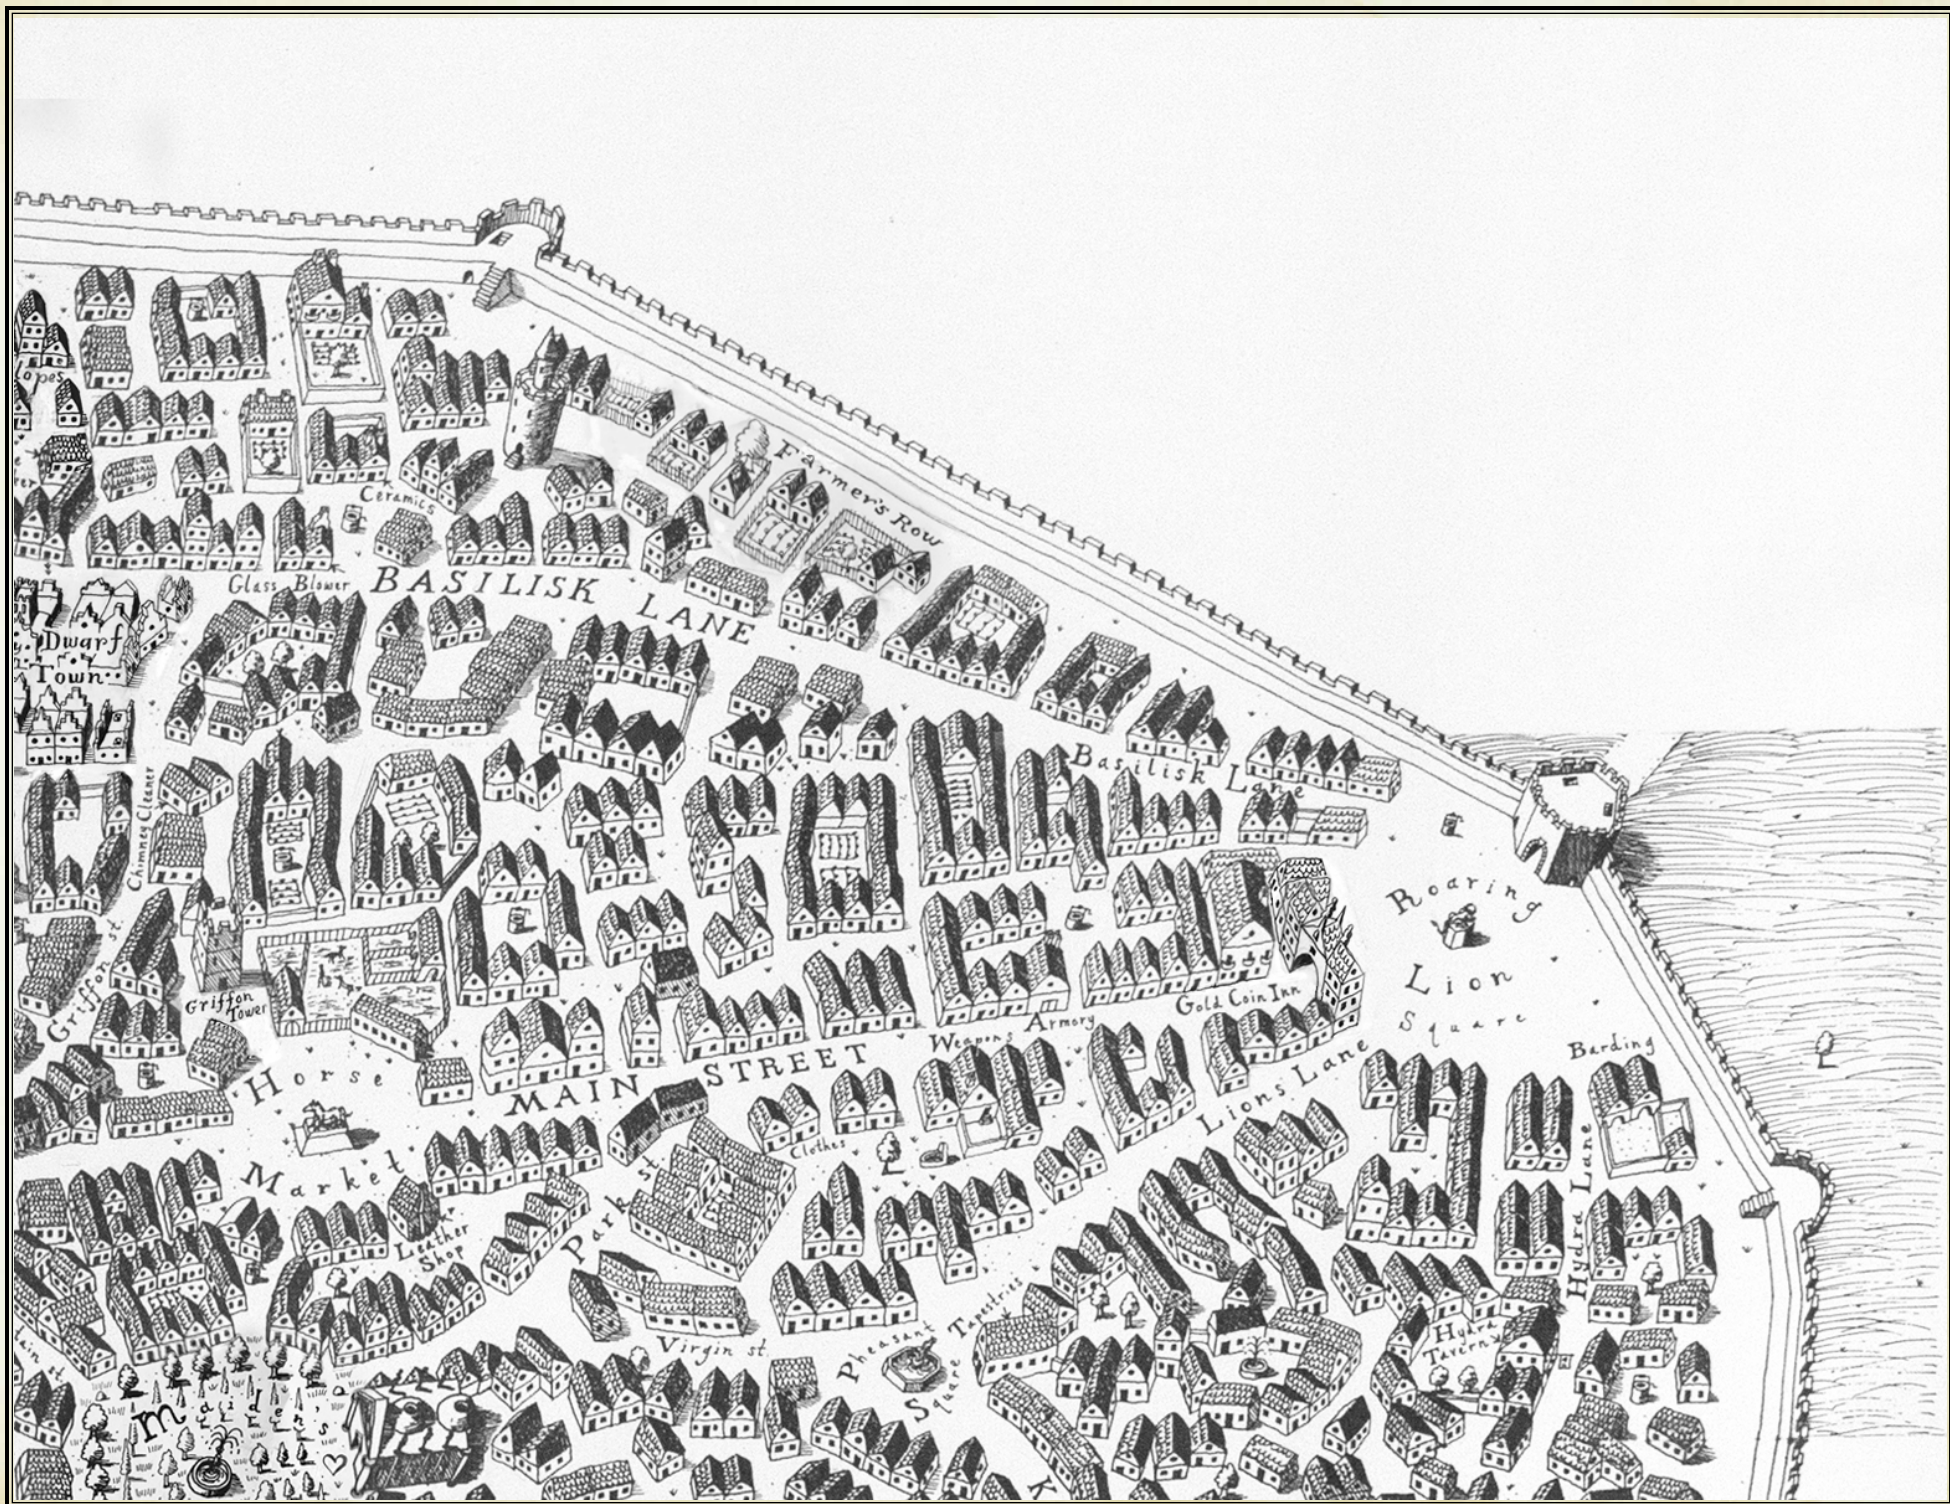 Farmer's Row
Ceramics
Glass Blower
BASILISK LANE
Dwarf
Town
Basilisk Lane
Chimney Cleaner
Roaring
Lion
Square
Griffon st.
Griffon
Tower
Gold Coin Inn
Armory
Weapons
MAIN STREET
Lions Lane
Barding
Horse
Market
Clothes
Park st.
Leather
Shop
Hydra Lane
Virgin st.
Pheasant
Square
Tapestries
Hydra
Tavern
Maiden's